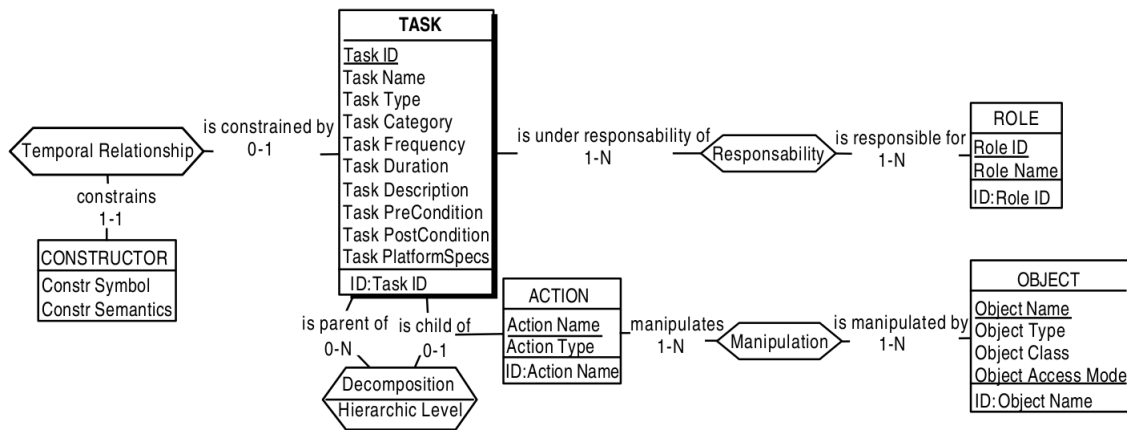 TASK
Task ID
Task Name
Task Type
Task Category
Task Frequency
Task Duration
Task Description
Task PreCondition
Task PostCondition
Task PlatformSpecs
ID:Task ID
is constrained by
0-1
Temporal Relationship
constrains
1-1
CONSTRUCTOR
Constr Symbol
Constr Semantics
is under responsability of
1-N
Responsability
is responsible for
1-N
ROLE
Role ID
Role Name
ID:Role ID
is parent of
0-N
is child of
0-1
Decomposition
Hierarchic Level
ACTION
Action Name
Action Type
ID:Action Name
manipulates
1-N
Manipulation
is manipulated by
1-N
OBJECT
Object Name
Object Type
Object Class
Object Access Mode
ID:Object Name